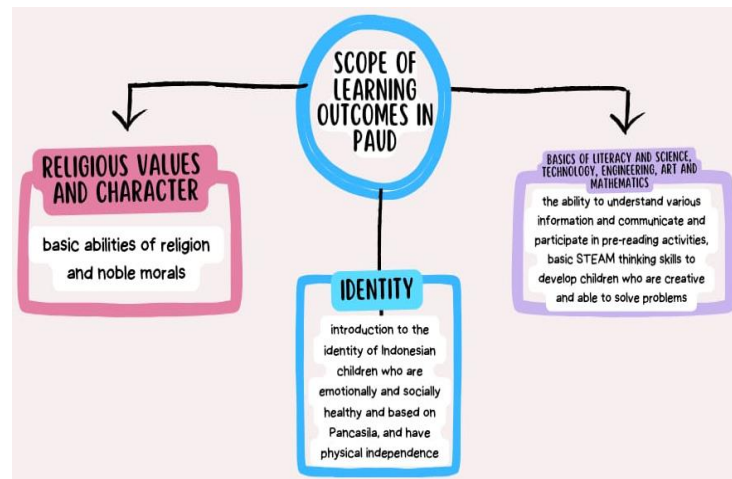 SCOPE OF
LEARNING
OUTCOMES IN
PAUD
RELIGIOUS VALUES
AND CHARACTER
basic abilities of religion
and noble morals
IDENTITY
introduction to the
identity of Indonesian
children who are
emotionally and socially
healthy and based on
Pancasila, and have
physical independence
BASICS OF LITERACY AND SCIENCE,
TECHNOLOGY, ENGINEERING, ART AND
MATHEMATICS
the ability to understand various
information and communicate and
participate in pre-reading activities,
basic STEAM thinking skills to
develop children who are creative
and able to solve problems